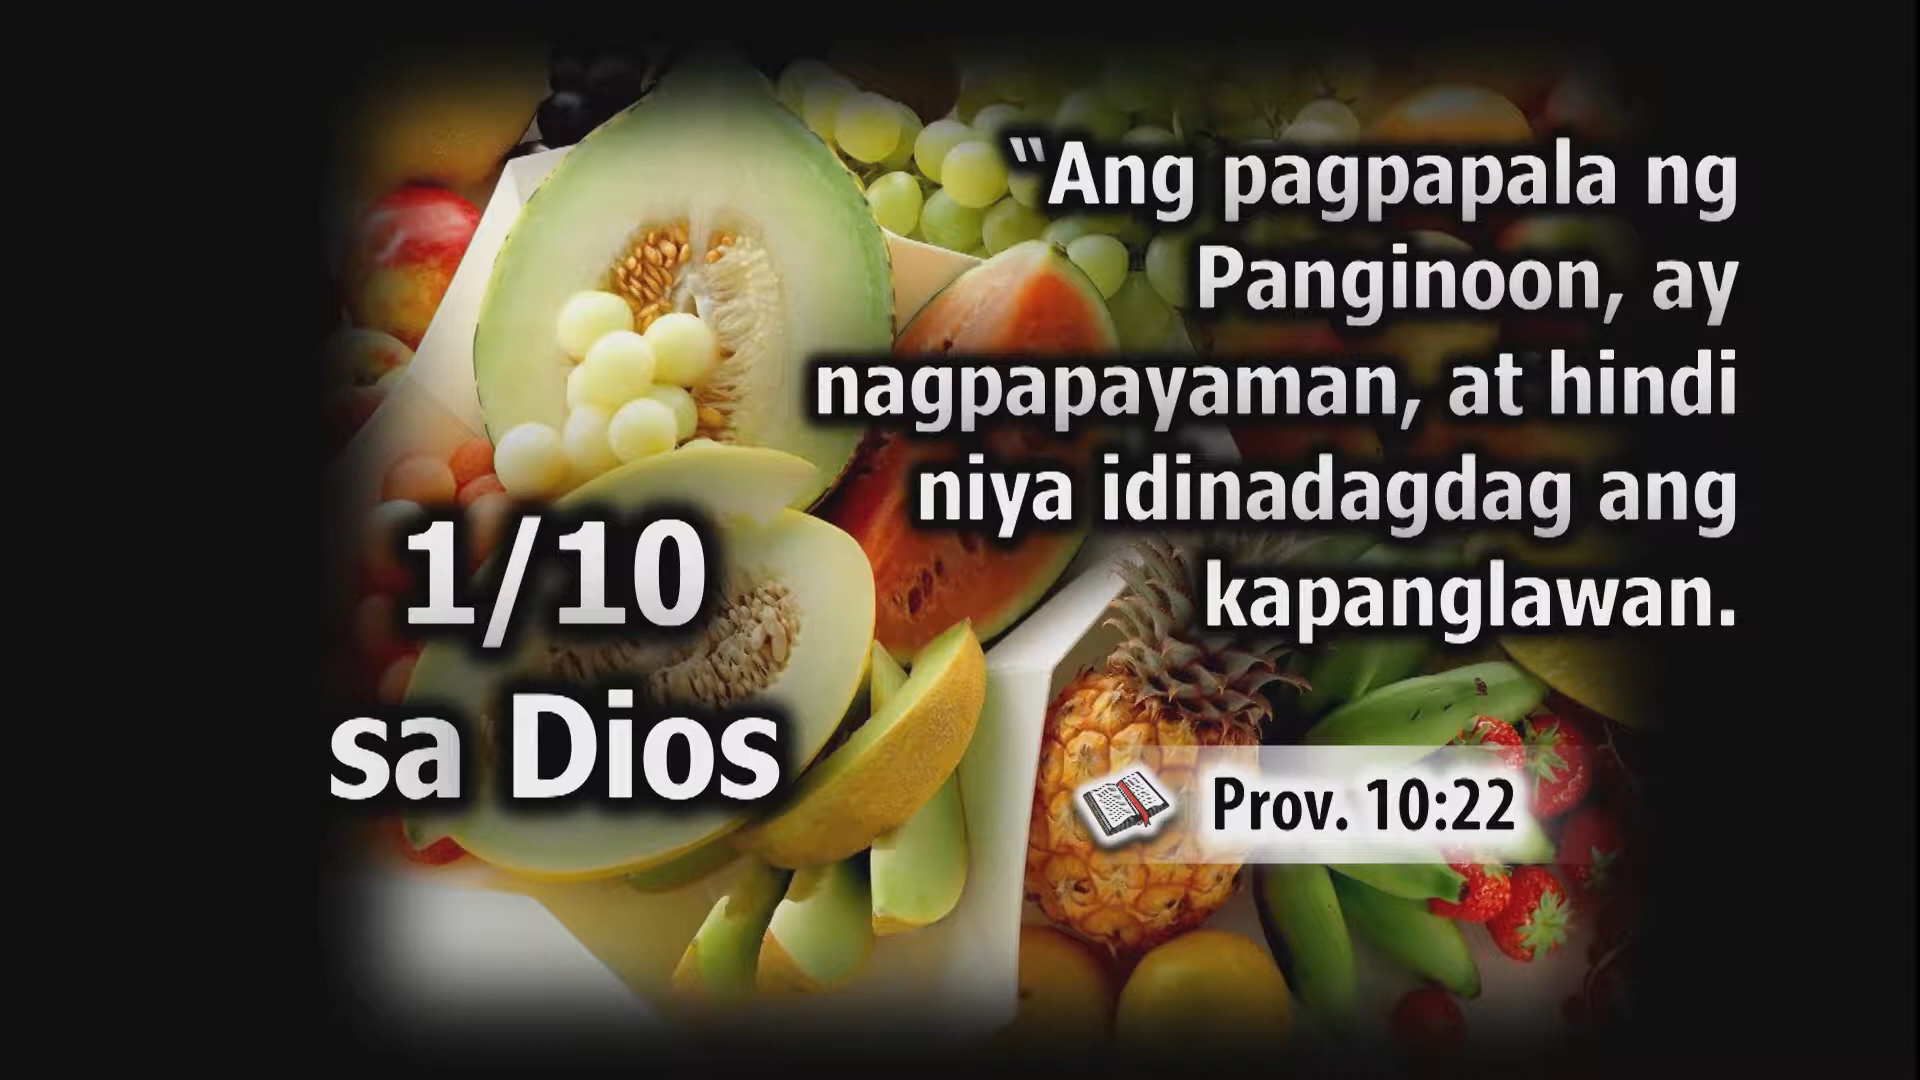 “Ang pagpapala ng
Panginoon, ay
nagpapayaman, at hindi
niya idinadagdag ang
kapanglawan.
1/10
sa Dios
Prov. 10:22